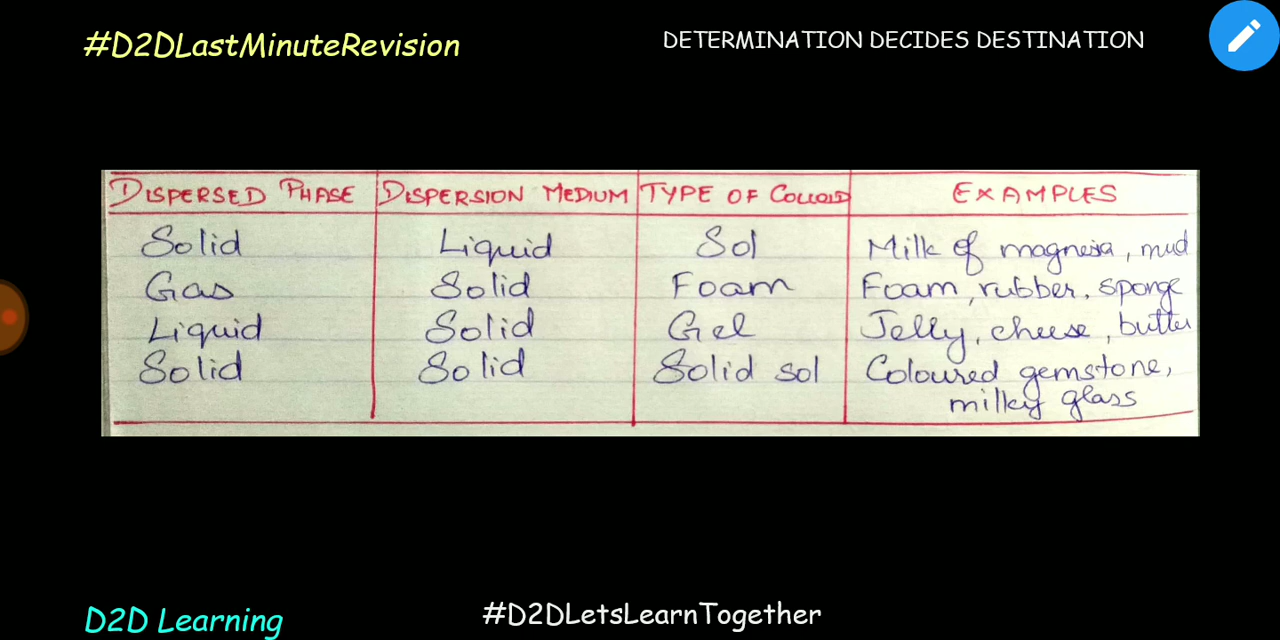 #D2DLastMinuteRevision
DETERMINATION DECIDES DESTINATION
DISPERSED PHASE DISPERSION MEDIUM TYPE OF COLLOID EXAMPLES
Solid Liquid Sol Milk of magnesia, mud
Gas Solid Foam Foam, rubber, sponge
Liquid Solid Gel Jelly, cheese, butter
Solid Solid Solid sol Coloured gemstone,
milky glass
D2D Learning
#D2DLetsLearnTogether